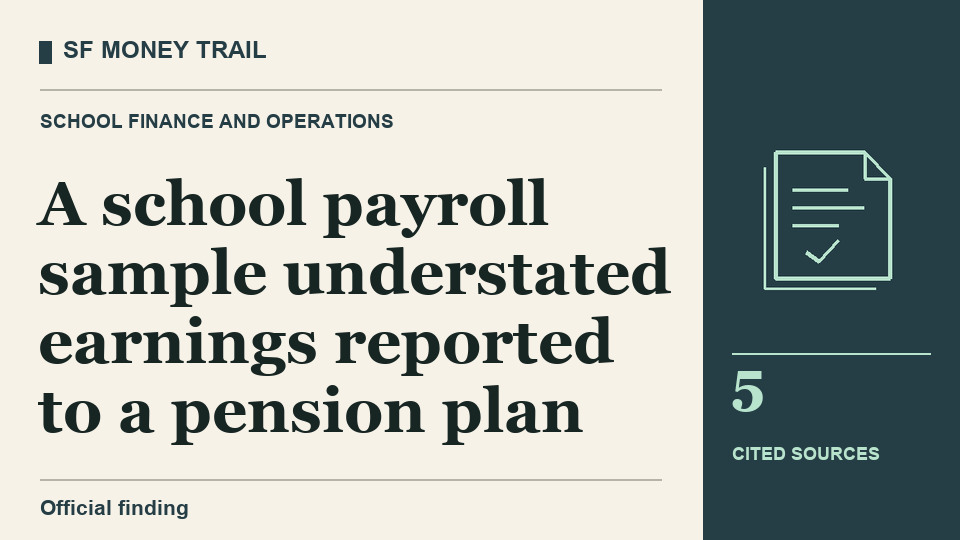 SF MONEY TRAIL
SCHOOL FINANCE AND OPERATIONS
A school payroll
sample understated
earnings reported
to a pension plan
Official finding
5
CITED SOURCES